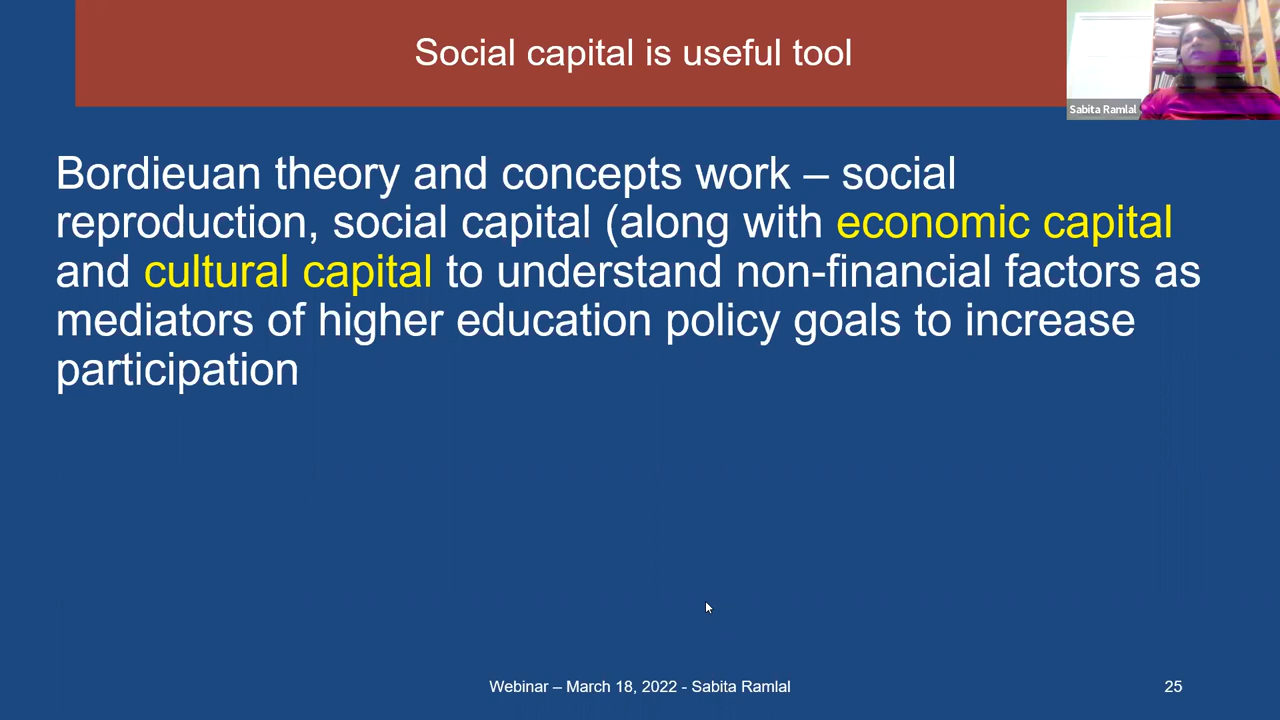 Social capital is useful tool
Sabita Ramlal
Bordieuan theory and concepts work – social
reproduction, social capital (along with economic capital
and cultural capital to understand non-financial factors as
mediators of higher education policy goals to increase
participation
Webinar – March 18, 2022 - Sabita Ramlal
25